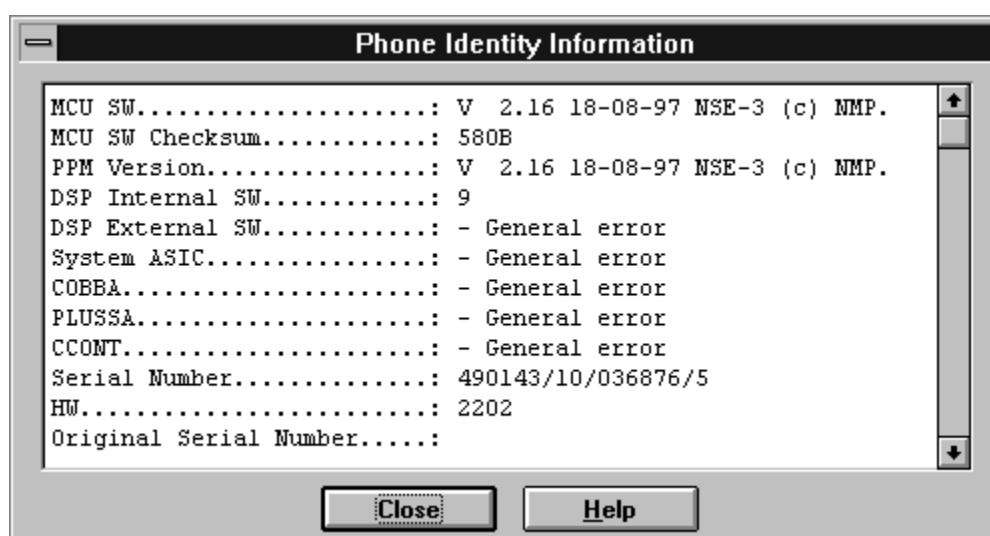 Phone Identity Information
MCU SW......................: V  2.16 18-08-97 NSE-3 (c) NMP.
MCU SW Checksum.............: 580B
PPM Version.................: V  2.16 18-08-97 NSE-3 (c) NMP.
DSP Internal SW.............: 9
DSP External SW.............: - General error
System ASIC.................: - General error
COBBA.......................: - General error
PLUSSA......................: - General error
CCONT.......................: - General error
Serial Number...............: 490143/10/036876/5
HW..........................: 2202
Original Serial Number.....:
Close
Help